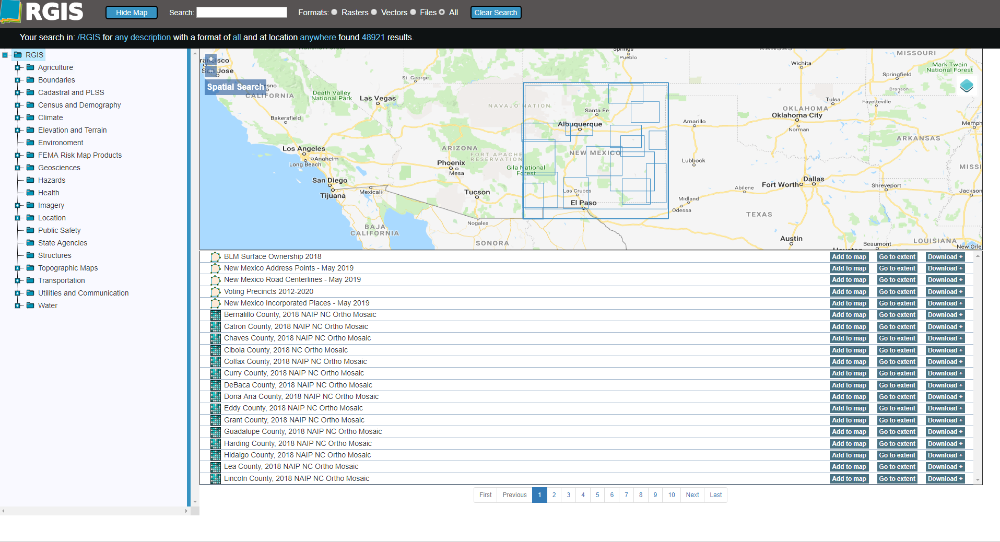 RGIS
Hide Map Search: Formats: Rasters Vectors Files All Clear Search
Your search in: /RGIS for any description with a format of all and at location anywhere found 48921 results.
RGIS
Agriculture
Boundaries
Cadastral and PLSS
Census and Demography
Climate
Elevation and Terrain
Environoment
FEMA Risk Map Products
Geosciences
Hazards
Health
Imagery
Location
Public Safety
State Agencies
Structures
Topographic Maps
Transportation
Utilities and Communication
Water
+
−
Spatial Search
San Jose
CALIFORNIA
Bakersfield
Death Valley
National Park
Las Vegas
St. George
Los Angeles
Anaheim
Long Beach
San Diego
Tijuana
Mexicali
BAJA
CALIFORNIA
NAVAJO NATION
ARIZONA
FORT APACHE
RESERVATION
Phoenix
Mesa
Gila National
Forest
Tucson
Nogales
SONORA
Springs
Pueblo
Santa Fe
Albuquerque
NEW MEXICO
Las Cruces
El Paso
KANSAS
Wichita
MISSOURI
Mark Twain
National Forest
Springfield
Branson
Tulsa
Fayetteville
OKLAHOMA
Oklahoma City
Norman
Amarillo
Memph
ARKANSAS
Lubbock
MISSI
Fort Worth
Dallas
Abilene
Shreveport
Jackson
Midland
Odessa
TEXAS
Austin
Beaumont
LOUISIANA
New Orle
Houston
BLM Surface Ownership 2018 Add to map Go to extent Download +
New Mexico Address Points - May 2019 Add to map Go to extent Download +
New Mexico Road Centerlines - May 2019 Add to map Go to extent Download +
Voting Precincts 2012-2020 Add to map Go to extent Download +
New Mexico Incorporated Places - May 2019 Add to map Go to extent Download +
Bernalillo County, 2018 NAIP NC Ortho Mosaic Add to map Go to extent Download +
Catron County, 2018 NAIP NC Ortho Mosaic Add to map Go to extent Download +
Chaves County, 2018 NAIP NC Ortho Mosaic Add to map Go to extent Download +
Cibola County, 2018 NC Ortho Mosaic Add to map Go to extent Download +
Colfax County, 2018 NAIP NC Ortho Mosaic Add to map Go to extent Download +
Curry County, 2018 NAIP NC Ortho Mosaic Add to map Go to extent Download +
DeBaca County, 2018 NAIP NC Ortho Mosaic Add to map Go to extent Download +
Dona Ana County, 2018 NAIP NC Ortho Mosaic Add to map Go to extent Download +
Eddy County, 2018 NAIP NC Ortho Mosaic Add to map Go to extent Download +
Grant County, 2018 NAIP NC Ortho Mosaic Add to map Go to extent Download +
Guadalupe County, 2018 NAIP NC Ortho Mosaic Add to map Go to extent Download +
Harding County, 2018 NAIP NC Ortho Mosaic Add to map Go to extent Download +
Hidalgo County, 2018 NAIP NC Ortho Mosaic Add to map Go to extent Download +
Lea County, 2018 NAIP NC Ortho Mosaic Add to map Go to extent Download +
Lincoln County, 2018 NAIP NC Ortho Mosaic Add to map Go to extent Download +
First Previous 1 2 3 4 5 6 7 8 9 10 Next Last